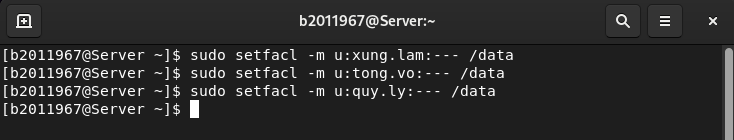 b2011967@Server:~
[b2011967@Server ~]$ sudo setfacl -m u:xung.lam:--- /data
[b2011967@Server ~]$ sudo setfacl -m u:tong.vo:--- /data
[b2011967@Server ~]$ sudo setfacl -m u:quy.ly:--- /data
[b2011967@Server ~]$